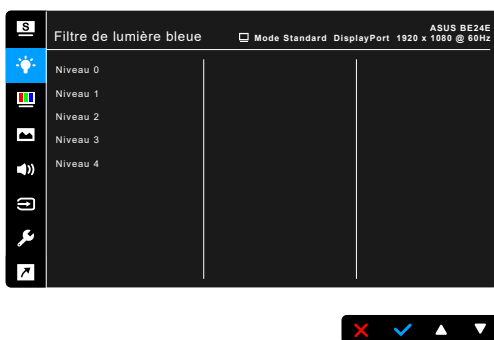 S
Filtre de lumière bleue
ASUS BE24E
Mode Standard DisplayPort 1920 x 1080 @ 60Hz
Niveau 0
Niveau 1
Niveau 2
Niveau 3
Niveau 4